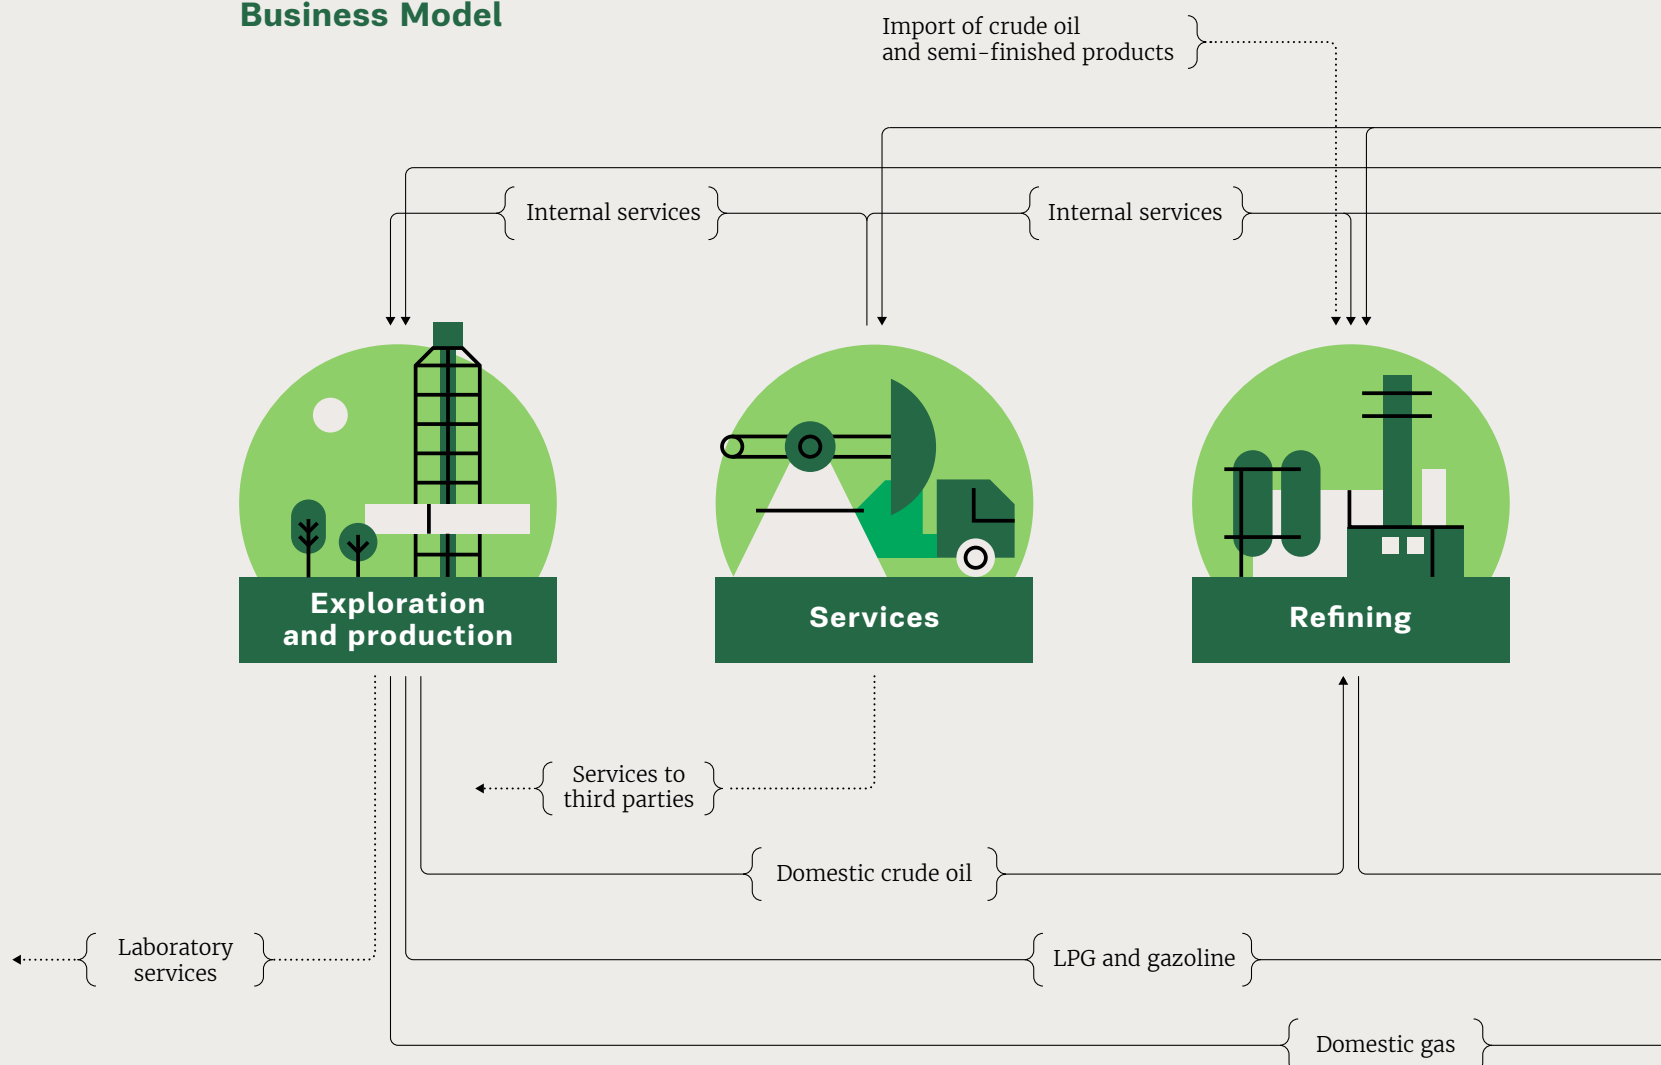 Business Model
Import of crude oil
and semi-finished products
Internal services
Internal services
Exploration
and production
Services
Refining
Services to
third parties
Domestic crude oil
Laboratory
services
LPG and gazoline
Domestic gas